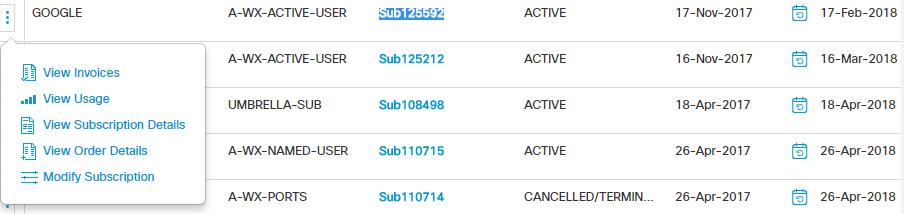 GOOGLE A-WX-ACTIVE-USER Sub125592 ACTIVE 17-Nov-2017 17-Feb-2018
A-WX-ACTIVE-USER Sub125212 ACTIVE 16-Nov-2017 16-Mar-2018
View Invoices
View Usage
UMBRELLA-SUB Sub108498 ACTIVE 18-Apr-2017 18-Apr-2018
View Subscription Details
View Order Details
A-WX-NAMED-USER Sub110715 ACTIVE 26-Apr-2017 26-Apr-2018
Modify Subscription
A-WX-PORTS Sub110714 CANCELLED/TERMIN... 26-Apr-2017 26-Apr-2018